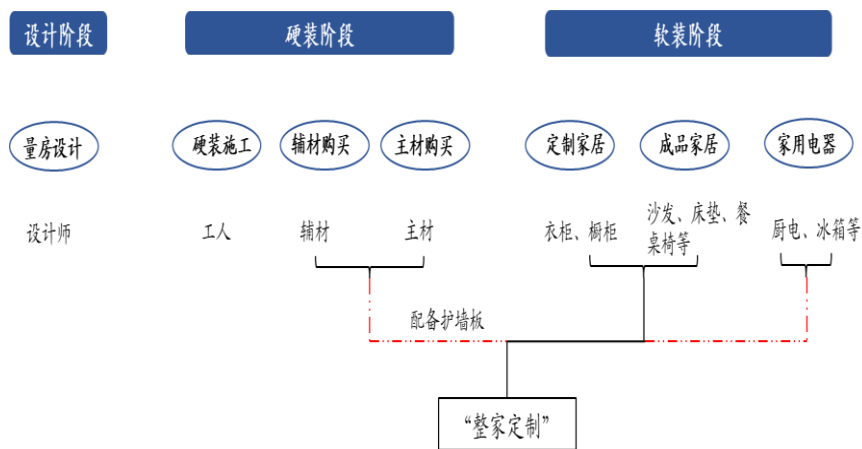 设计阶段
硬装阶段
软装阶段
量房设计
硬装施工
辅材购买
主材购买
定制家居
成品家居
家用电器
设计师
工人
辅材
主材
衣柜、橱柜
沙发、床垫、餐
桌椅等
厨电、冰箱等
配备护墙板
“整家定制”